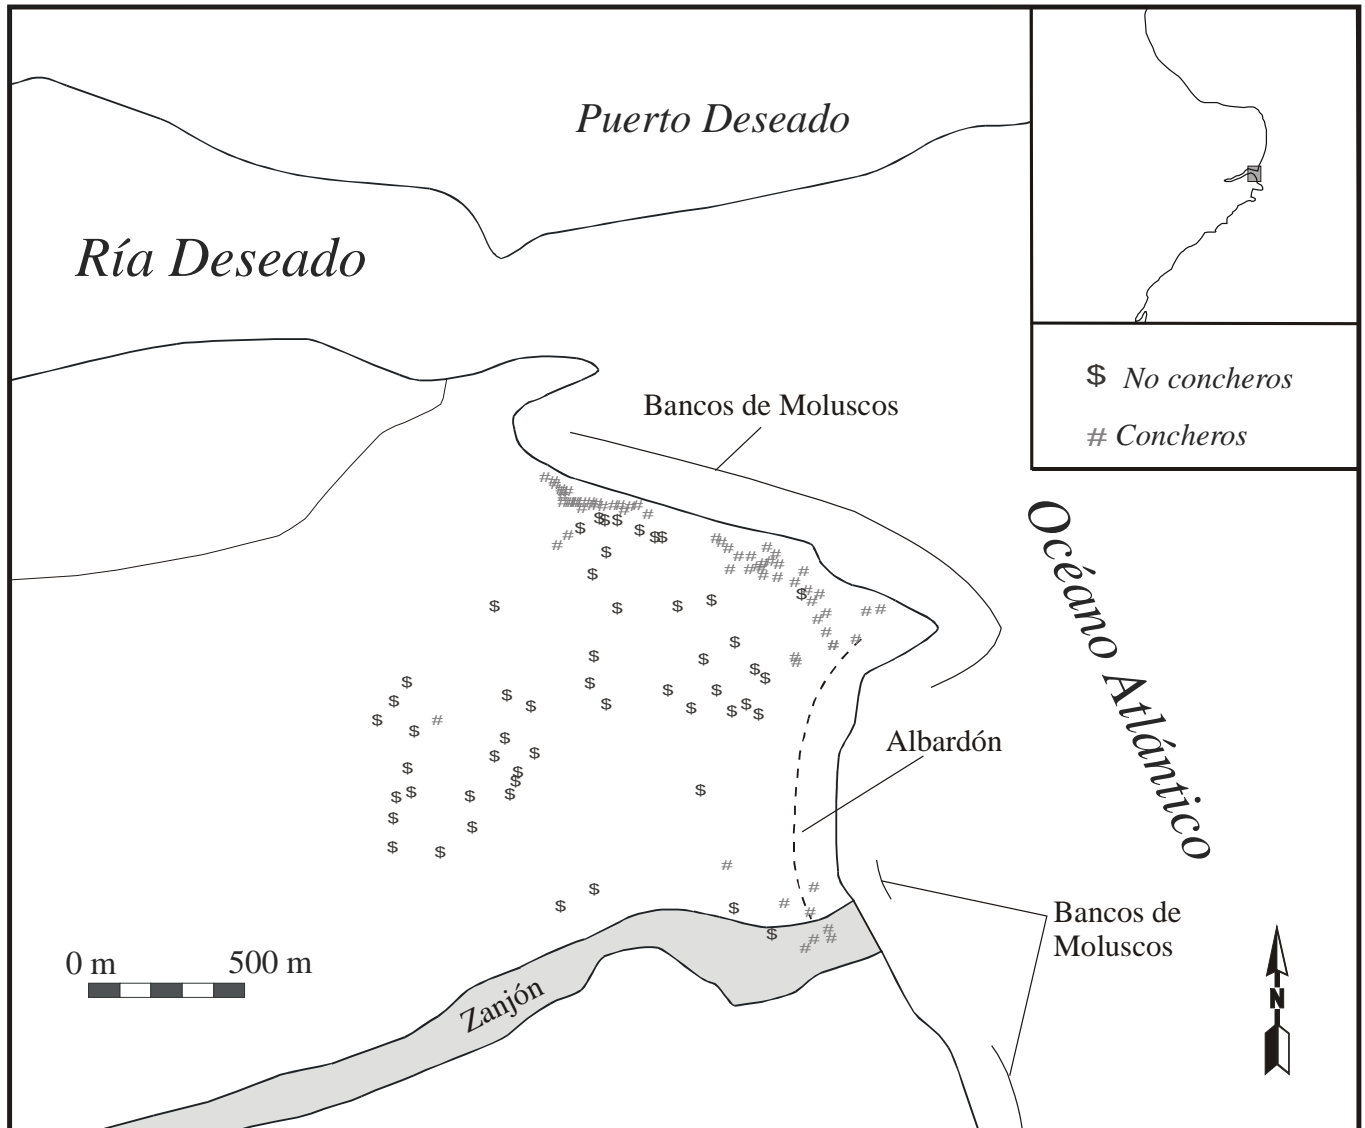 Puerto Deseado
Ría Deseado
$ No concheros
# Concheros
Bancos de Moluscos
Océano Atlántico
Albardón
Bancos de
Moluscos
0 m 500 m
Zanjón
N